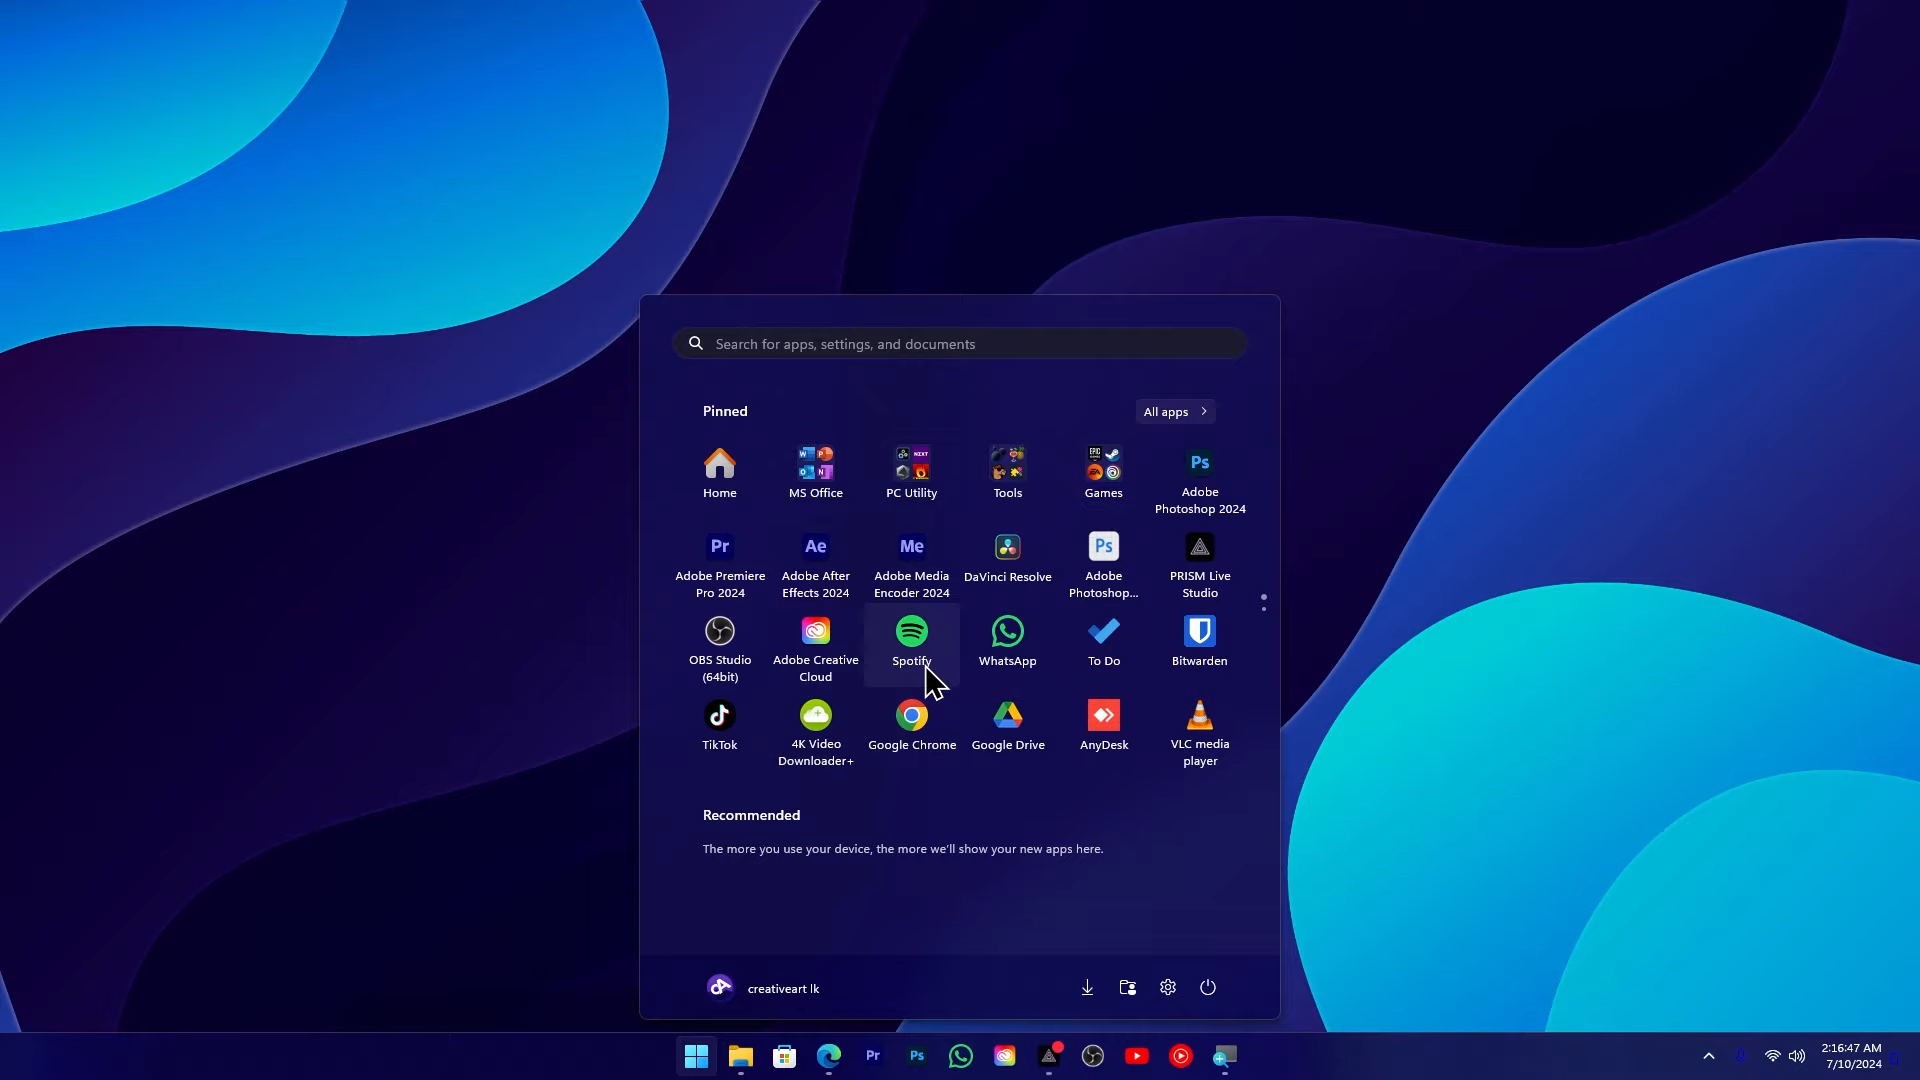 Search for apps, settings, and documents
Pinned
All apps
Home
MS Office
PC Utility
Tools
Games
Adobe
Photoshop 2024
Adobe Premiere
Pro 2024
Adobe After
Effects 2024
Adobe Media
Encoder 2024
DaVinci Resolve
Adobe
Photoshop...
PRISM Live
Studio
OBS Studio
(64bit)
Adobe Creative
Cloud
Spotify
WhatsApp
To Do
Bitwarden
TikTok
4K Video
Downloader+
Google Chrome
Google Drive
AnyDesk
VLC media
player
Recommended
The more you use your device, the more we'll show your new apps here.
creativeart lk
Pr
Ps
2:16:47 AM
7/10/2024